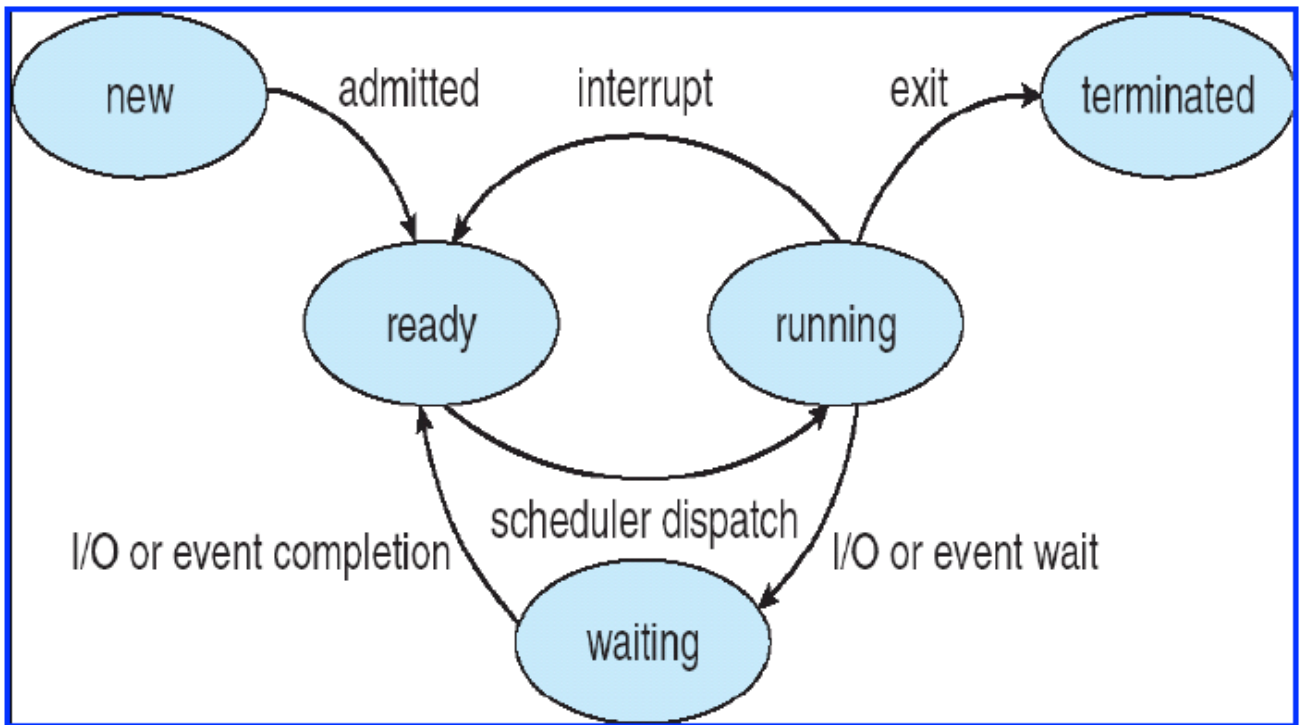 new
admitted
interrupt
exit
terminated
ready
running
scheduler dispatch
I/O or event completion
I/O or event wait
waiting